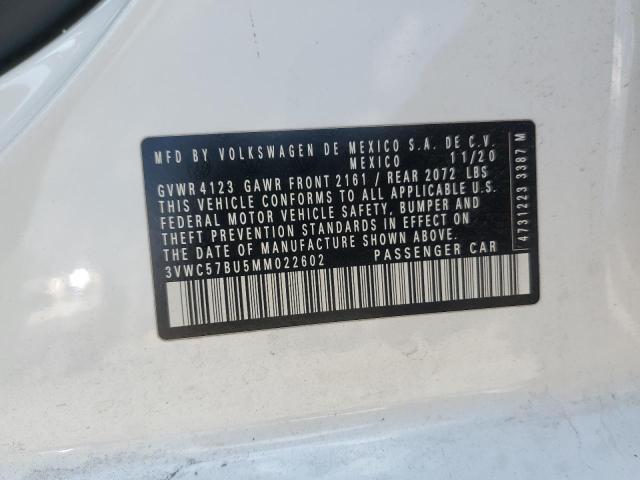 MFD BY VOLKSWAGEN DE MEXICO S.A. DE C.V.
MEXICO 11/20
GVWR 4123 GAWR FRONT 2161 / REAR 2072 LBS
THIS VEHICLE CONFORMS TO ALL APPLICABLE U.S.
FEDERAL MOTOR VEHICLE SAFETY, BUMPER AND
THEFT PREVENTION STANDARDS IN EFFECT ON
THE DATE OF MANUFACTURE SHOWN ABOVE.
3VWC57BU5MM022602 PASSENGER CAR
4731223 3387 M